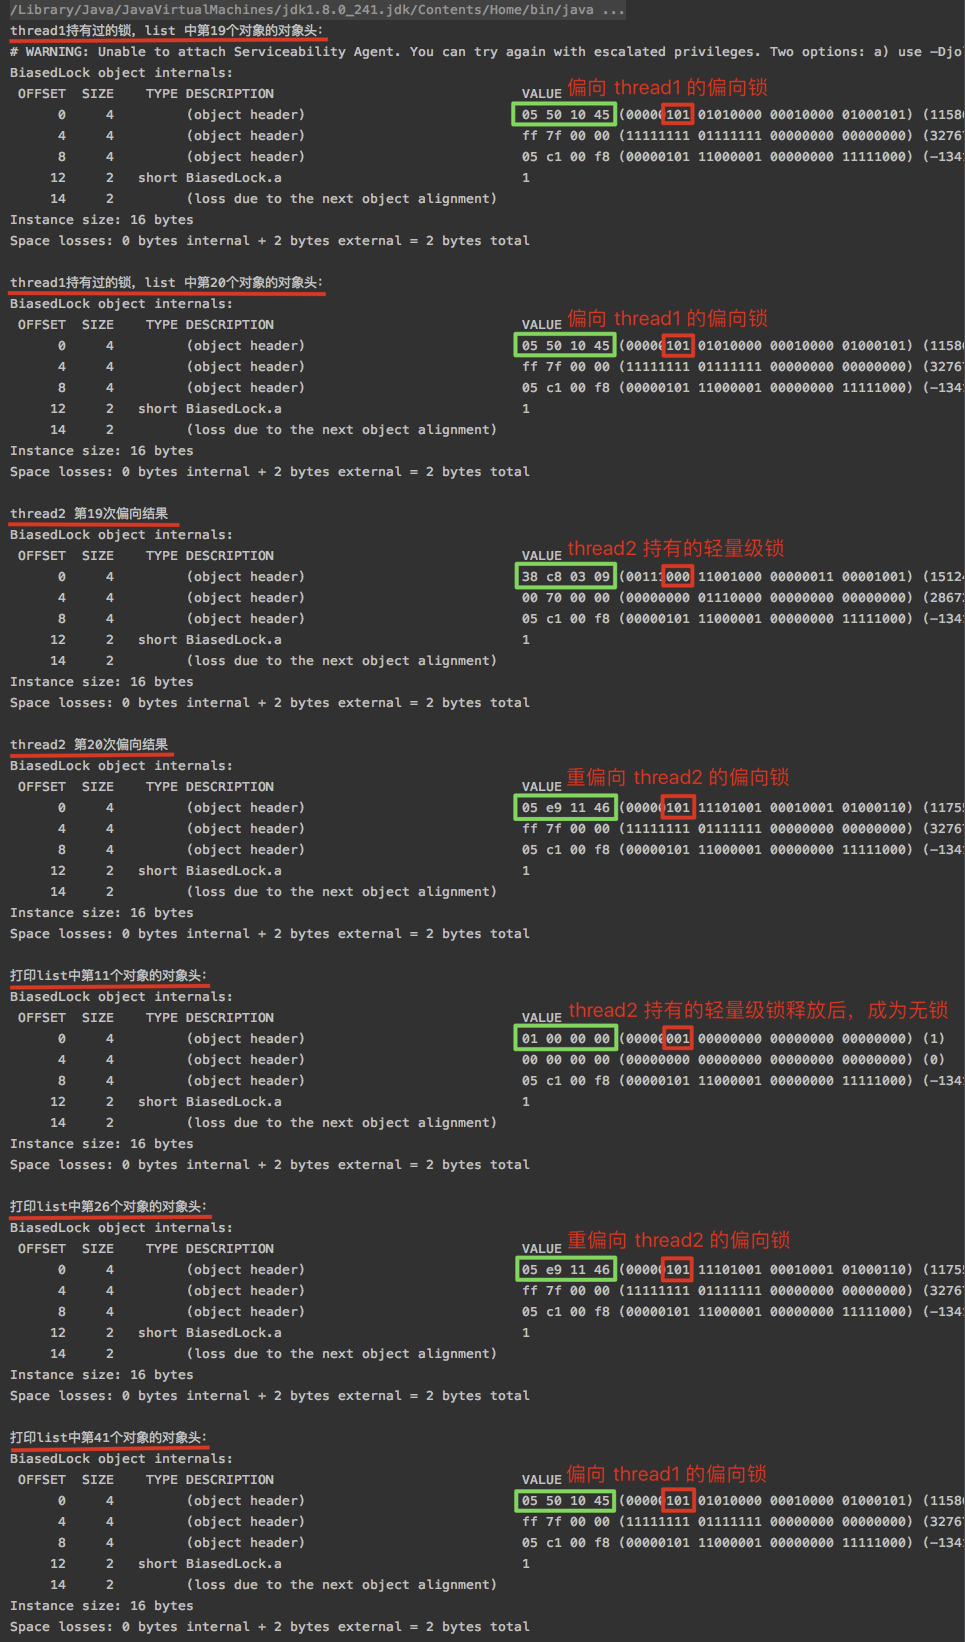 /Library/Java/JavaVirtualMachines/jdk1.8.0_241.jdk/Contents/Home/bin/java ...
thread1持有过的锁, list 中第19个对象的对象头:
# WARNING: Unable to attach Serviceability Agent. You can try again with escalated privileges. Two options: a) use -Djo
BiasedLock object internals:
OFFSET SIZE TYPE DESCRIPTION VALUE 偏向 thread1 的偏向锁
0 4 (object header) 05 50 10 45 (00000101 01010000 00010000 01000101) (11580
4 4 (object header) ff 7f 00 00 (11111111 01111111 00000000 00000000) (32767
8 4 (object header) 05 c1 00 f8 (00000101 11000001 00000000 11111000) (-1341
12 2 short BiasedLock.a 1
14 2 (loss due to the next object alignment)
Instance size: 16 bytes
Space losses: 0 bytes internal + 2 bytes external = 2 bytes total
thread1持有过的锁, list 中第20个对象的对象头:
BiasedLock object internals:
OFFSET SIZE TYPE DESCRIPTION VALUE 偏向 thread1 的偏向锁
0 4 (object header) 05 50 10 45 (00000101 01010000 00010000 01000101) (11580
4 4 (object header) ff 7f 00 00 (11111111 01111111 00000000 00000000) (32767
8 4 (object header) 05 c1 00 f8 (00000101 11000001 00000000 11111000) (-1341
12 2 short BiasedLock.a 1
14 2 (loss due to the next object alignment)
Instance size: 16 bytes
Space losses: 0 bytes internal + 2 bytes external = 2 bytes total
thread2 第19次偏向结果
BiasedLock object internals:
OFFSET SIZE TYPE DESCRIPTION VALUE thread2 持有的轻量级锁
0 4 (object header) 38 c8 03 09 (00111000 11001000 00000011 00001001) (15124
4 4 (object header) 00 70 00 00 (00000000 01110000 00000000 00000000) (28672
8 4 (object header) 05 c1 00 f8 (00000101 11000001 00000000 11111000) (-1341
12 2 short BiasedLock.a 1
14 2 (loss due to the next object alignment)
Instance size: 16 bytes
Space losses: 0 bytes internal + 2 bytes external = 2 bytes total
thread2 第20次偏向结果
BiasedLock object internals:
OFFSET SIZE TYPE DESCRIPTION VALUE 重偏向 thread2 的偏向锁
0 4 (object header) 05 e9 11 46 (00000101 11101001 00010001 01000110) (11755
4 4 (object header) ff 7f 00 00 (11111111 01111111 00000000 00000000) (32767
8 4 (object header) 05 c1 00 f8 (00000101 11000001 00000000 11111000) (-1341
12 2 short BiasedLock.a 1
14 2 (loss due to the next object alignment)
Instance size: 16 bytes
Space losses: 0 bytes internal + 2 bytes external = 2 bytes total
打印list中第11个对象的对象头:
BiasedLock object internals:
OFFSET SIZE TYPE DESCRIPTION VALUE thread2 持有的轻量级锁释放后，成为无锁
0 4 (object header) 01 00 00 00 (00000001 00000000 00000000 00000000) (1)
4 4 (object header) 00 00 00 00 (00000000 00000000 00000000 00000000) (0)
8 4 (object header) 05 c1 00 f8 (00000101 11000001 00000000 11111000) (-1341
12 2 short BiasedLock.a 1
14 2 (loss due to the next object alignment)
Instance size: 16 bytes
Space losses: 0 bytes internal + 2 bytes external = 2 bytes total
打印list中第26个对象的对象头:
BiasedLock object internals:
OFFSET SIZE TYPE DESCRIPTION VALUE 重偏向 thread2 的偏向锁
0 4 (object header) 05 e9 11 46 (00000101 11101001 00010001 01000110) (11755
4 4 (object header) ff 7f 00 00 (11111111 01111111 00000000 00000000) (32767
8 4 (object header) 05 c1 00 f8 (00000101 11000001 00000000 11111000) (-1341
12 2 short BiasedLock.a 1
14 2 (loss due to the next object alignment)
Instance size: 16 bytes
Space losses: 0 bytes internal + 2 bytes external = 2 bytes total
打印list中第41个对象的对象头:
BiasedLock object internals:
OFFSET SIZE TYPE DESCRIPTION VALUE 偏向 thread1 的偏向锁
0 4 (object header) 05 50 10 45 (00000101 01010000 00010000 01000101) (11580
4 4 (object header) ff 7f 00 00 (11111111 01111111 00000000 00000000) (32767
8 4 (object header) 05 c1 00 f8 (00000101 11000001 00000000 11111000) (-1341
12 2 short BiasedLock.a 1
14 2 (loss due to the next object alignment)
Instance size: 16 bytes
Space losses: 0 bytes internal + 2 bytes external = 2 bytes total